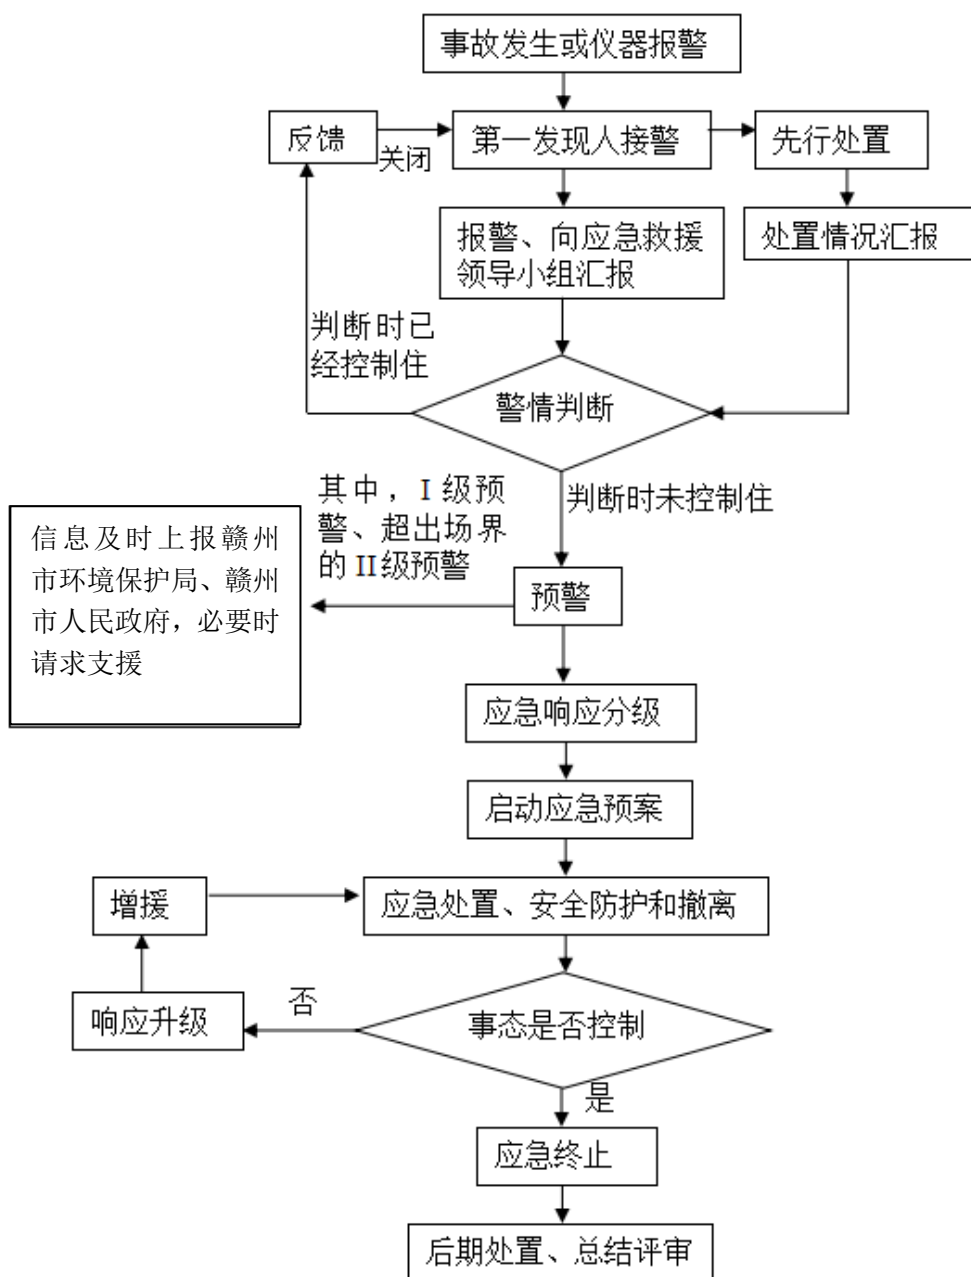 事故发生或仪器报警
反馈
关闭
第一发现人接警
先行处置
报警、向应急救援
领导小组汇报
处置情况汇报
判断时已
经控制住
警情判断
其中，I 级预
警、超出场界
的 II级预警
判断时未控制住
信息及时上报赣州
市环境保护局、赣州
市人民政府，必要时
请求支援
预警
应急响应分级
启动应急预案
增援
应急处置、安全防护和撤离
响应升级
否
事态是否控制
是
应急终止
后期处置、总结评审